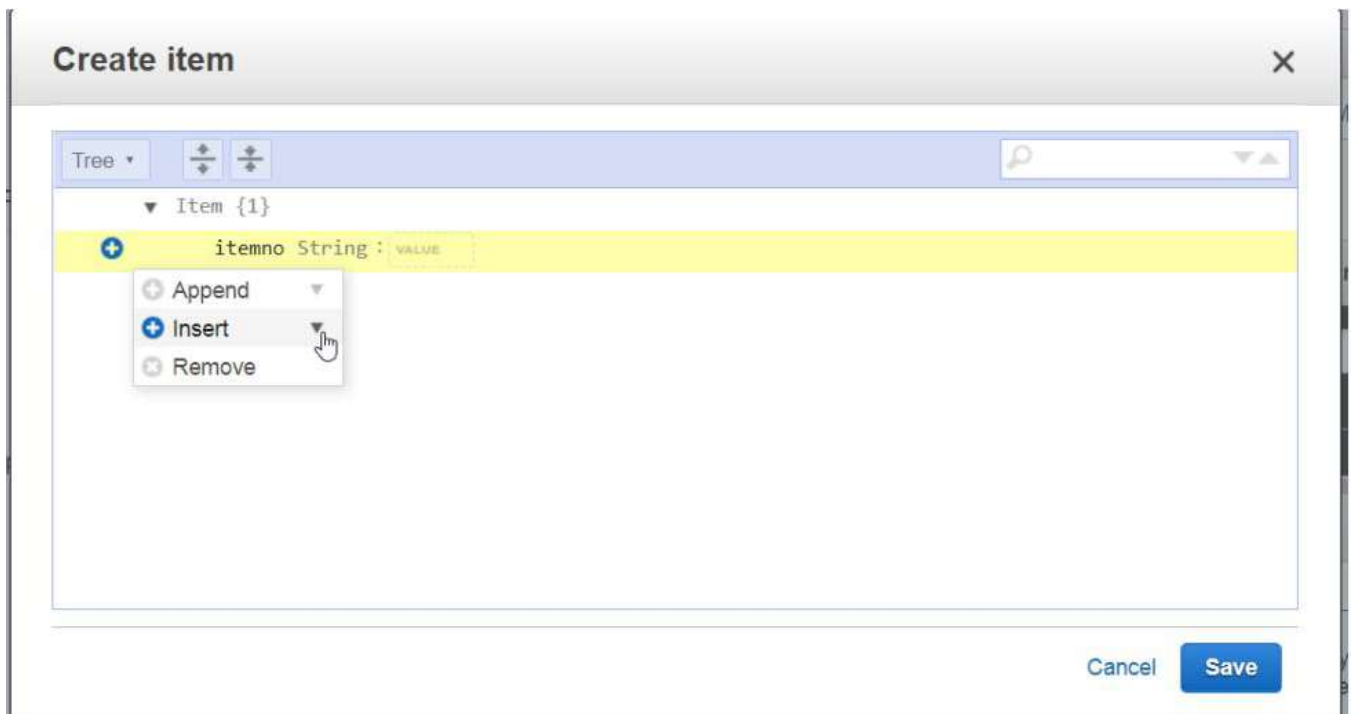 Create item
Tree
Item {1}
itemno String : VALUE
Append
Insert
Remove
Cancel
Save